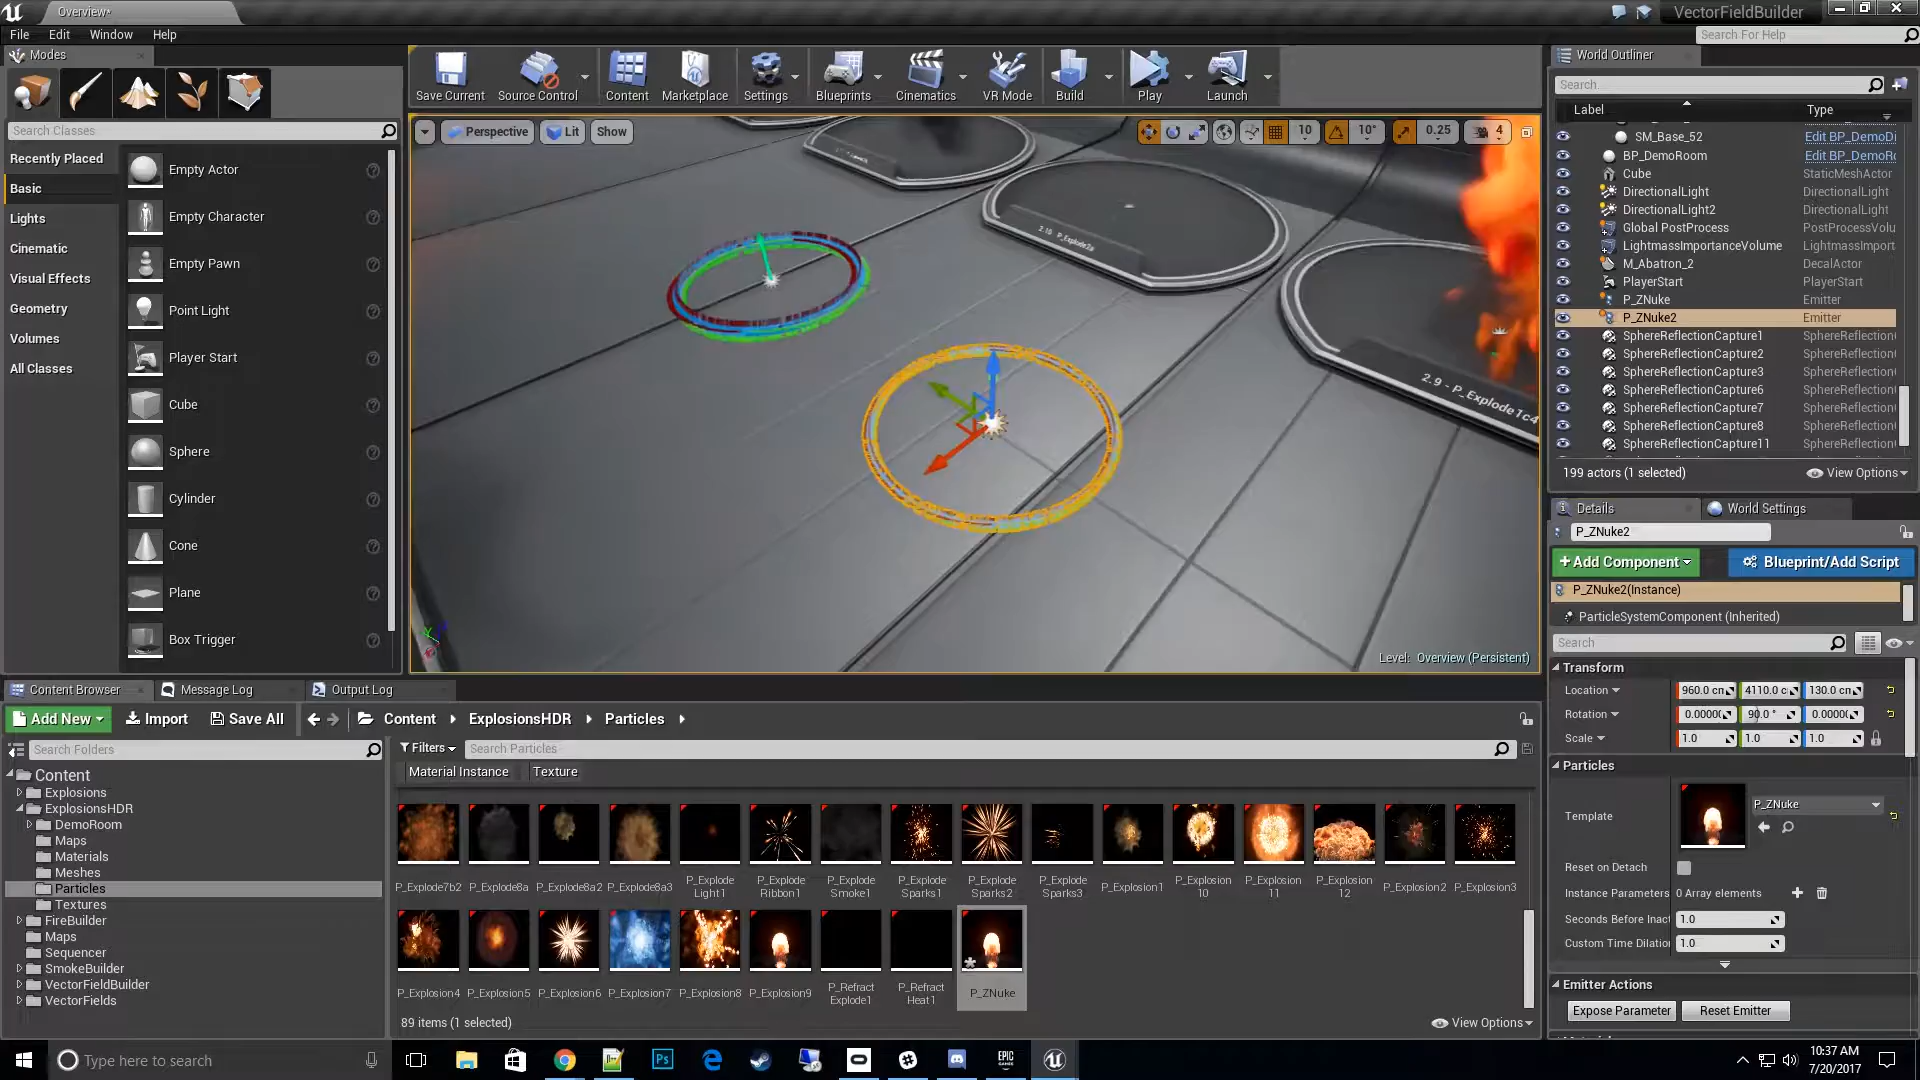 Overview*
VectorFieldBuilder
File Edit Window Help
Search For Help
Modes
Search Classes
Recently Placed
Basic
Lights
Cinematic
Visual Effects
Geometry
Volumes
All Classes
Empty Actor
Empty Character
Empty Pawn
Point Light
Player Start
Cube
Sphere
Cylinder
Cone
Plane
Box Trigger
Save Current
Source Control
Content
Marketplace
Settings
Blueprints
Cinematics
VR Mode
Build
Play
Launch
Perspective
Lit
Show
10
10°
0.25
4
2.9 - P_Explode1c4
Level: Overview (Persistent)
World Outliner
Search...
Label Type
SM_Base_52 Edit BP_DemoDi
BP_DemoRoom Edit BP_DemoRo
Cube StaticMeshActor
DirectionalLight DirectionalLight
DirectionalLight2 DirectionalLight
Global PostProcess PostProcessVolu
LightmassImportanceVolume LightmassImport
M_Abatron_2 DecalActor
PlayerStart PlayerStart
P_ZNuke Emitter
P_ZNuke2 Emitter
SphereReflectionCapture1 SphereReflection
SphereReflectionCapture2 SphereReflection
SphereReflectionCapture3 SphereReflection
SphereReflectionCapture6 SphereReflection
SphereReflectionCapture7 SphereReflection
SphereReflectionCapture8 SphereReflection
SphereReflectionCapture11 SphereReflection
199 actors (1 selected)
View Options
Details
World Settings
P_ZNuke2
+Add Component
Blueprint/Add Script
P_ZNuke2(Instance)
ParticleSystemComponent (Inherited)
Search
Transform
Location 960.0 cm 4110.0 c 130.0 cm
Rotation 0.0000 90.0 ° 0.0000
Scale 1.0 1.0 1.0
Particles
Template P_ZNuke
Reset on Detach
Instance Parameters 0 Array elements
Seconds Before Inact 1.0
Custom Time Dilation 1.0
Emitter Actions
Expose Parameter
Reset Emitter
Content Browser
Message Log
Output Log
Add New
Import
Save All
Content
ExplosionsHDR
Particles
Search Folders
Filters
Search Particles
Material Instance
Texture
Content
Explosions
ExplosionsHDR
DemoRoom
Maps
Materials
Meshes
Particles
Textures
FireBuilder
Maps
Sequencer
SmokeBuilder
VectorFieldBuilder
VectorFields
P_Explode7b2
P_Explode8a
P_Explode8a2
P_Explode8a3
P_Explode
Light1
P_Explode
Ribbon1
P_Explode
Smoke1
P_Explode
Sparks1
P_Explode
Sparks2
P_Explode
Sparks3
P_Explosion1
P_Explosion
10
P_Explosion
11
P_Explosion
12
P_Explosion2
P_Explosion3
P_Explosion4
P_Explosion5
P_Explosion6
P_Explosion7
P_Explosion8
P_Explosion9
P_Refract
Explode1
P_Refract
Heat1
P_ZNuke
89 items (1 selected)
View Options
Type here to search
Ps
EPIC
GAMES
10:37 AM
7/20/2017